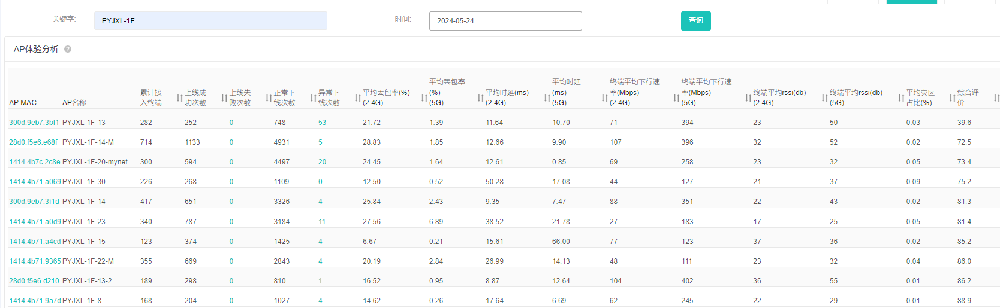 关键字: PYJXL-1F 时间: 2024-05-24 查询
AP体验分析 ?
AP MAC AP名称 累计接入终端 上线成功次数 上线失败次数 正常下线次数 异常下线次数 平均丢包率(%)(2.4G) 平均丢包率(%)(5G) 平均时延(ms)(2.4G) 平均时延(ms)(5G) 终端平均下行速率(Mbps)(2.4G) 终端平均下行速率(Mbps)(5G) 终端平均rssi(db)(2.4G) 终端平均rssi(db)(5G) 平均灾区占比(%) 综合评价
300d.9eb7.3bf1 PYJXL-1F-13 282 252 0 748 53 21.72 1.39 11.64 10.70 71 394 23 50 0.03 39.6
28d0.f5e6.e68f PYJXL-1F-14-M 714 1133 0 4931 5 28.83 1.85 12.66 9.90 107 396 32 52 0.02 72.5
1414.4b7c.2c8e PYJXL-1F-20-mynet 300 594 0 4497 20 24.45 1.64 12.61 0.85 69 258 23 32 0.05 73.4
1414.4b71.a069 PYJXL-1F-30 226 268 0 1109 0 12.50 0.52 50.28 17.08 44 127 21 37 0.09 75.2
300d.9eb7.3f1d PYJXL-1F-14 417 651 0 3326 4 25.84 2.43 9.35 7.47 88 351 22 43 0.02 81.3
1414.4b71.a0d9 PYJXL-1F-23 340 787 0 3184 11 27.56 6.89 38.52 21.78 27 183 17 25 0.05 81.4
1414.4b71.a4cd PYJXL-1F-15 123 374 0 1425 4 6.67 0.21 15.61 66.00 77 123 37 36 0.02 85.2
1414.4b71.9365 PYJXL-1F-22-M 355 669 0 2843 4 20.19 2.84 26.99 14.13 48 111 23 32 0.04 86.0
28d0.f5e6.d210 PYJXL-1F-13-2 189 298 0 810 1 16.52 0.95 8.87 12.64 104 402 36 55 0.01 86.2
1414.4b71.9a7d PYJXL-1F-8 168 204 0 1027 4 14.62 0.26 17.64 6.69 62 245 22 29 0.01 88.9